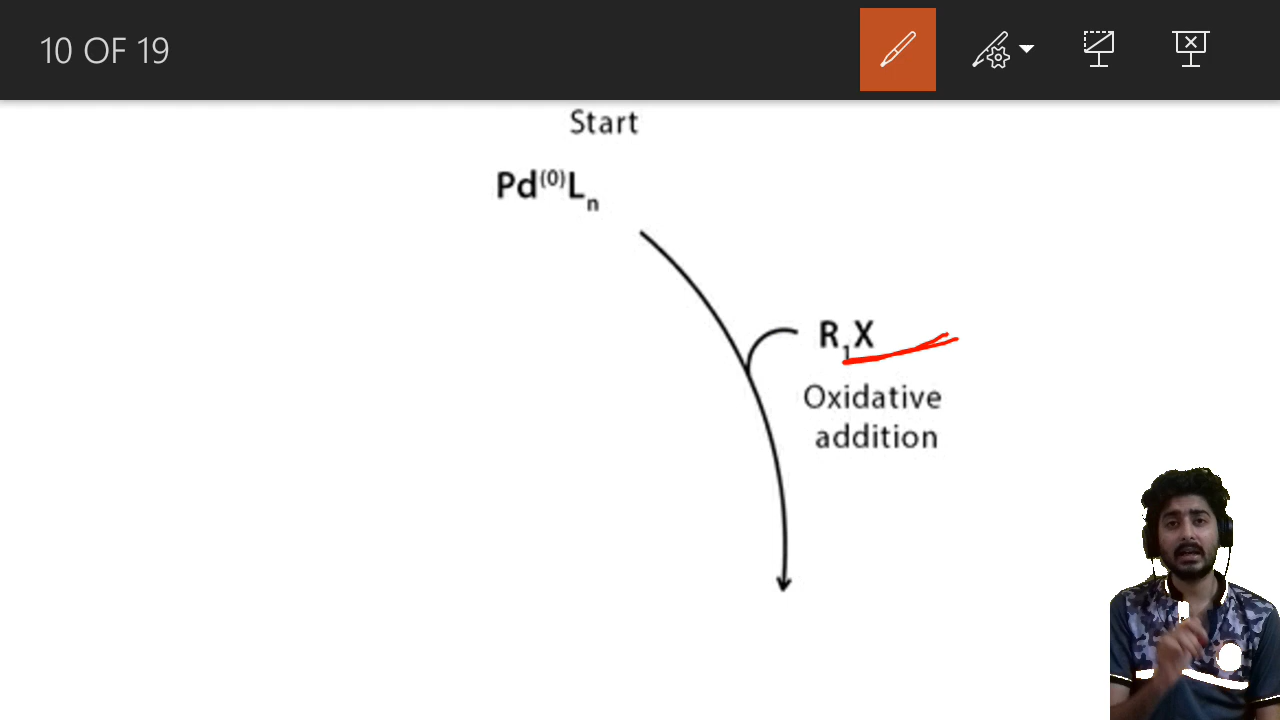 10 OF 19
Start
Pd⁽⁰⁾Lₙ
R₁X
Oxidative
addition